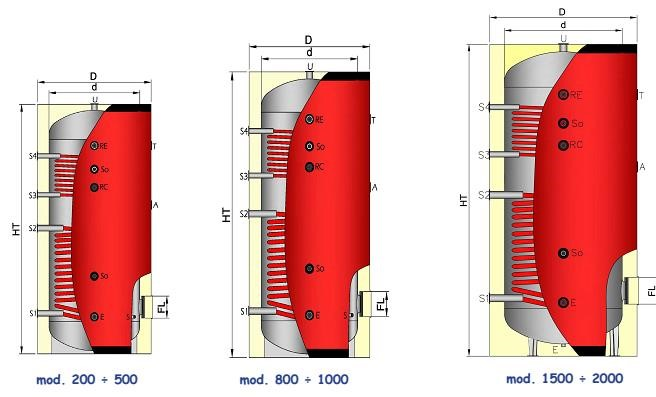 D
d
U
HT
S4
S3
S2
S1
RE
So
RC
So
E
S
T
A
FL
mod. 200 ÷ 500
D
d
U
HT
S4
S3
S2
S1
RE
So
RC
So
E
S
T
A
FL
mod. 800 ÷ 1000
D
d
U
HT
S4
S3
S2
S1
RE
So
RC
So
E
E
T
A
FL
mod. 1500 ÷ 2000